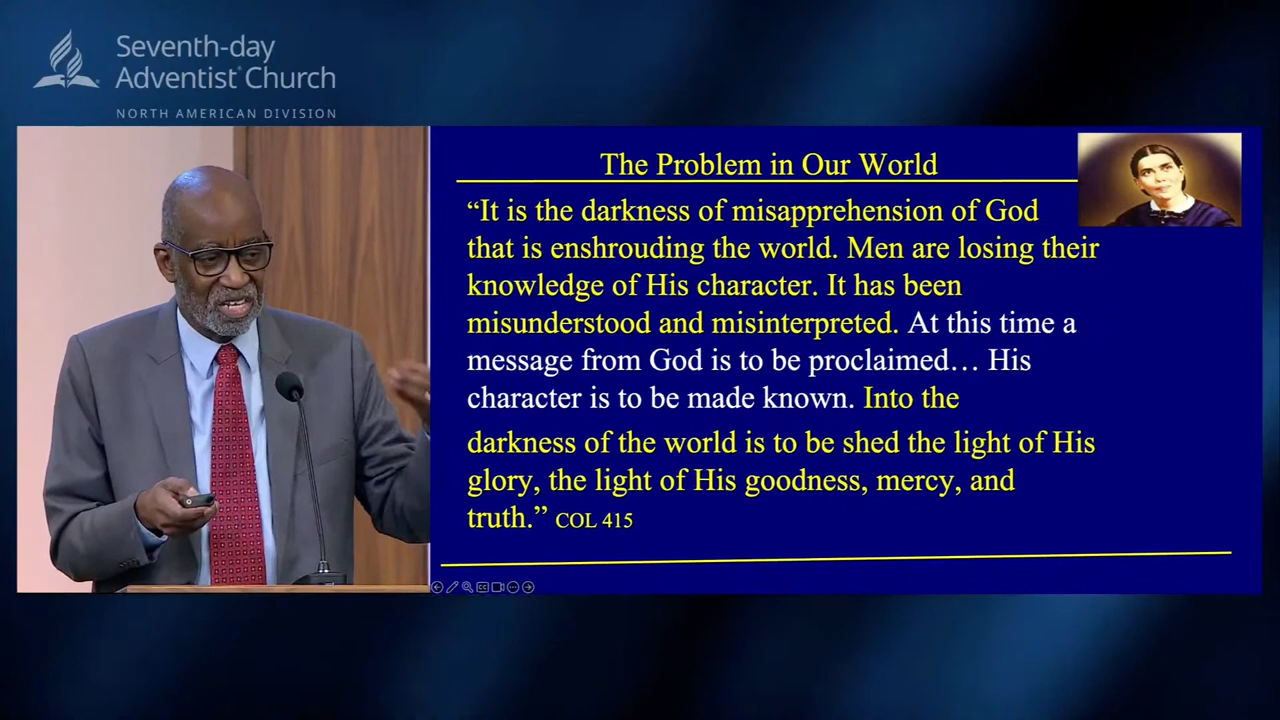 Seventh-day
Adventist® Church
NORTH AMERICAN DIVISION
The Problem in Our World
“It is the darkness of misapprehension of God
that is enshrouding the world. Men are losing their
knowledge of His character. It has been
misunderstood and misinterpreted. At this time a
message from God is to be proclaimed… His
character is to be made known. Into the
darkness of the world is to be shed the light of His
glory, the light of His goodness, mercy, and
truth.” COL 415